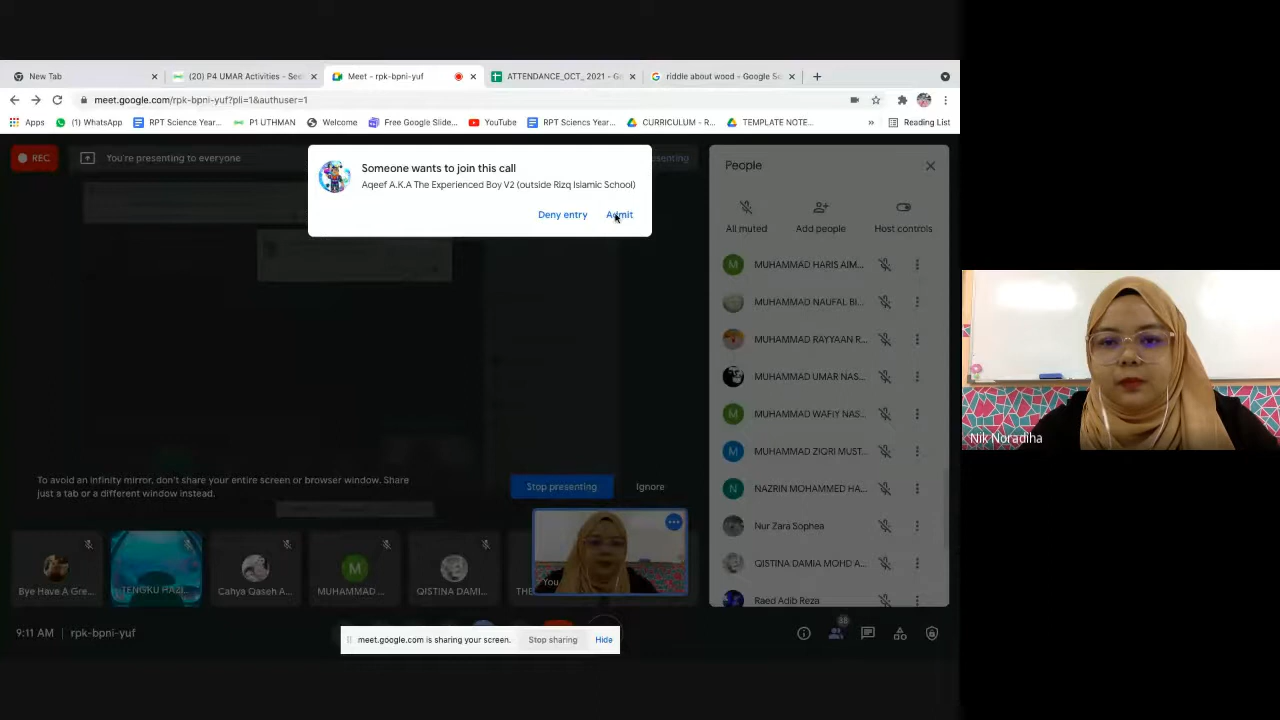 New Tab
(20) P4 UMAR Activities - See
Meet - rpk-bpni-yuf
ATTENDANCE_OCT_ 2021 - Go
riddle about wood - Google Se
meet.google.com/rpk-bpni-yuf?pli=1&authuser=1
Apps
(1) WhatsApp
RPT Science Year...
P1 UTHMAN
Welcome
Free Google Slide...
YouTube
RPT Sciencs Year...
CURRICULUM - R...
TEMPLATE NOTE...
»
Reading List
REC
You're presenting to everyone
Someone wants to join this call
Aqeef A.K.A The Experienced Boy V2 (outside Rizq Islamic School)
Deny entry
Admit
People
All muted
Add people
Host controls
M MUHAMMAD HARIS AIM...
MUHAMMAD NAUFAL BI...
MUHAMMAD RAYYAAN R...
MUHAMMAD UMAR NAS...
M MUHAMMAD WAFIY NAS...
M MUHAMMAD ZIQRI MUST...
N NAZRIN MOHAMMED HA...
Nur Zara Sophea
QISTINA DAMIA MOHD A...
Raed Adib Reza
To avoid an infinity mirror, don't share your entire screen or browser window. Share
just a tab or a different window instead.
Stop presenting
Ignore
Bye Have A Gre...
TENGKU HAZI...
Cahya Qaseh A...
M
MUHAMMAD ...
QISTINA DAMI...
THE
You
9:11 AM | rpk-bpni-yuf
meet.google.com is sharing your screen.
Stop sharing
Hide
38
Nik Noradiha